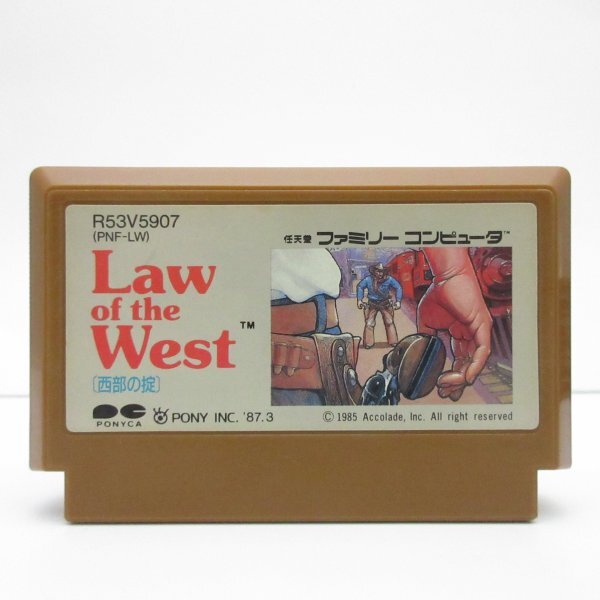 R53V5907
(PNF-LW)
任天堂 ファミリー コンピュータ™
Law
of the
West™
〔西部の掟〕
PONYCA
PONY INC. '87.3
© 1985 Accolade, Inc. All right reserved